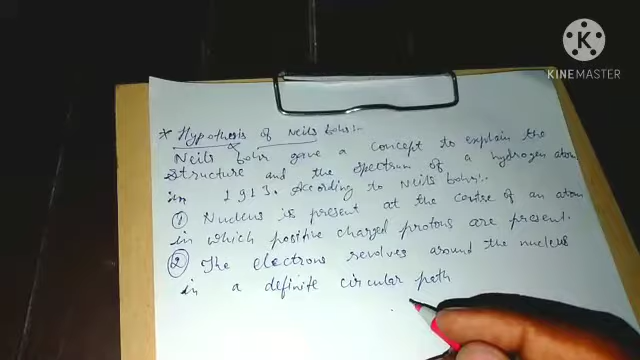 KINEMASTER
* Hypothesis of Neils bohr:-
Neils bohr gave a concept to explain the
structure and the spectrum of a hydrogen atom
in 1913. According to Neils bohr:-
① Nucleus is present at the centre of an atom
in which positive charged protons are present.
② The electrons revolves around the nucleus
in a definite circular path